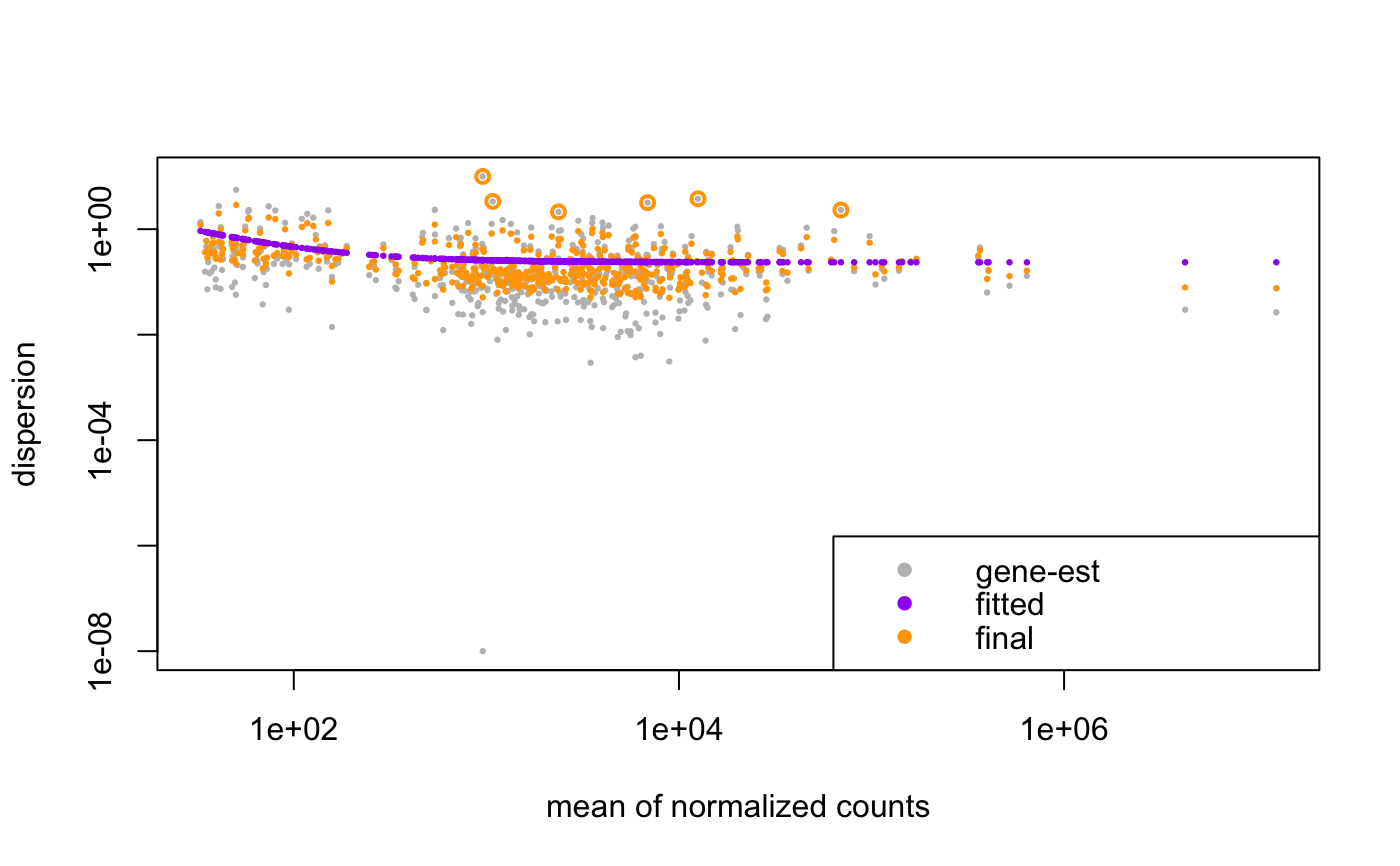 dispersion
1e+00
1e-04
1e-08
gene-est
fitted
final
1e+02
1e+04
1e+06
mean of normalized counts